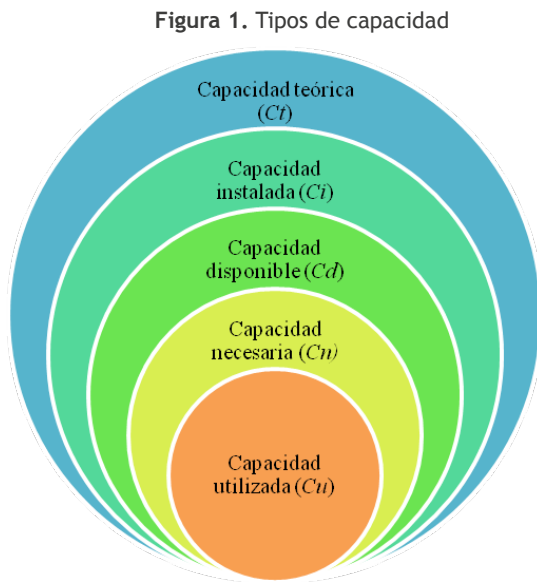 Figura 1. Tipos de capacidad
Capacidad teórica
(Ct)
Capacidad
instalada (Ci)
Capacidad
disponible (Cd)
Capacidad
necesaria (Cn)
Capacidad
utilizada (Cu)